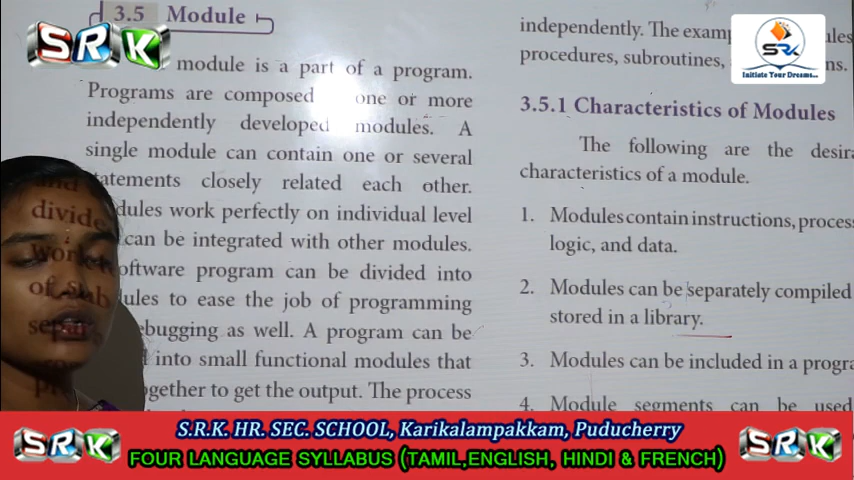 3.5 Module
SRK
module is a part of a program.
Programs are composed one or more
independently developed modules. A
single module can contain one or several
statements closely related each other.
dules work perfectly on individual level
can be integrated with other modules.
oftware program can be divided into
ules to ease the job of programming
ebugging as well. A program can be
into small functional modules that
ogether to get the output. The process
divide
work
of sub
independently. The examp ules
procedures, subroutines, ns.
SRK
Initiate Your Dreams...
3.5.1 Characteristics of Modules
The following are the desira
characteristics of a module.
1. Modules contain instructions, process
logic, and data.
2. Modules can be separately compiled
stored in a library.
3. Modules can be included in a progra
4. Module segments can be used
SRK
S.R.K. HR. SEC. SCHOOL, Karikalampakkam, Puducherry
FOUR LANGUAGE SYLLABUS (TAMIL,ENGLISH, HINDI & FRENCH)
SRK